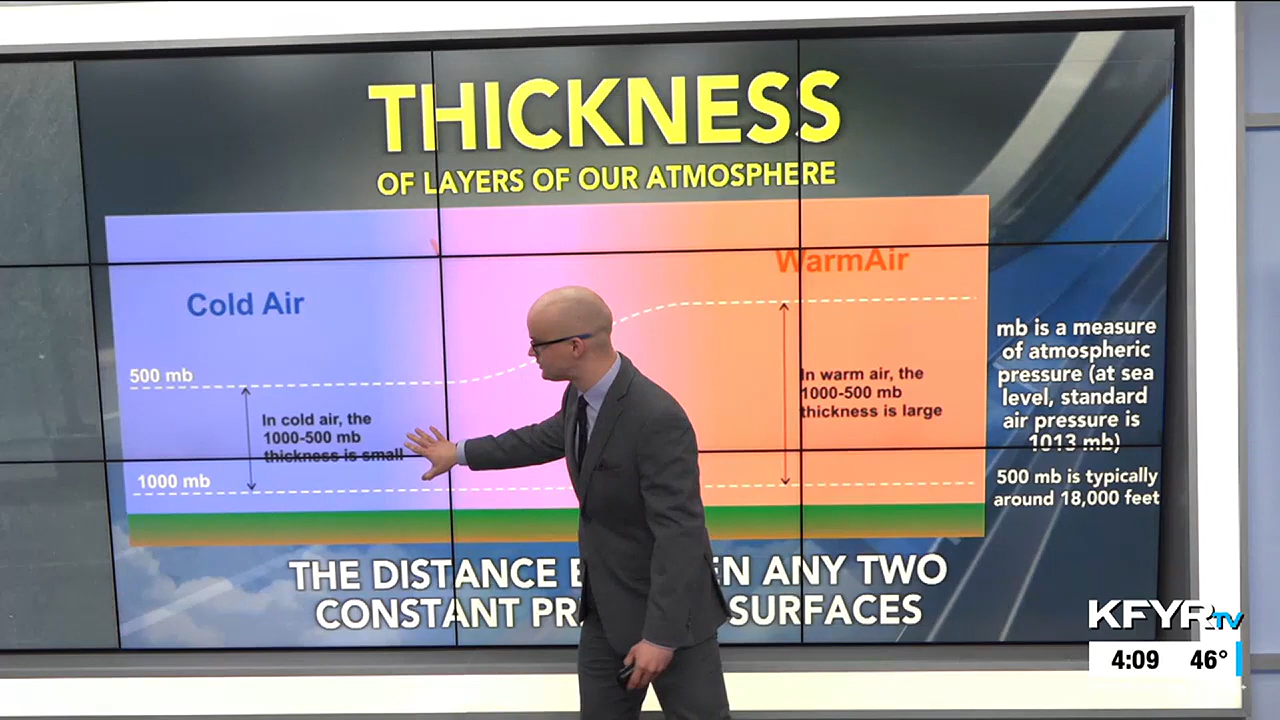 THICKNESS
OF LAYERS OF OUR ATMOSPHERE
Cold Air
WarmAir
500 mb
In cold air, the
1000-500 mb
thickness is small
1000 mb
In warm air, the
1000-500 mb
thickness is large
mb is a measure
of atmospheric
pressure (at sea
level, standard
air pressure is
1013 mb)
500 mb is typically
around 18,000 feet
THE DISTANCE ANY TWO
CONSTANT SURFACES
KFYR TV
4:09 46°